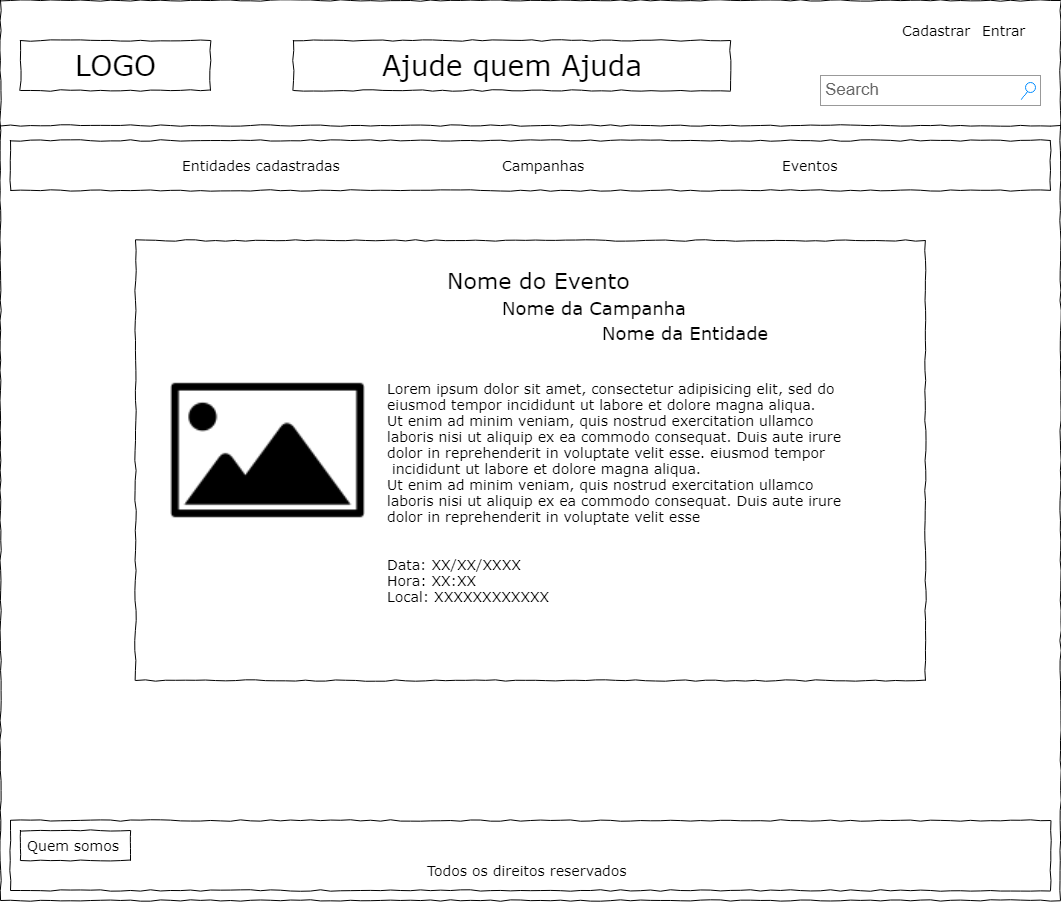 Cadastrar Entrar
LOGO
Ajude quem Ajuda
Search
Entidades cadastradas
Campanhas
Eventos
Nome do Evento
Nome da Campanha
Nome da Entidade
Lorem ipsum dolor sit amet, consectetur adipisicing elit, sed do
eiusmod tempor incididunt ut labore et dolore magna aliqua.
Ut enim ad minim veniam, quis nostrud exercitation ullamco
laboris nisi ut aliquip ex ea commodo consequat. Duis aute irure
dolor in reprehenderit in voluptate velit esse. eiusmod tempor
incididunt ut labore et dolore magna aliqua.
Ut enim ad minim veniam, quis nostrud exercitation ullamco
laboris nisi ut aliquip ex ea commodo consequat. Duis aute irure
dolor in reprehenderit in voluptate velit esse
Data: XX/XX/XXXX
Hora: XX:XX
Local: XXXXXXXXXXXX
Quem somos
Todos os direitos reservados